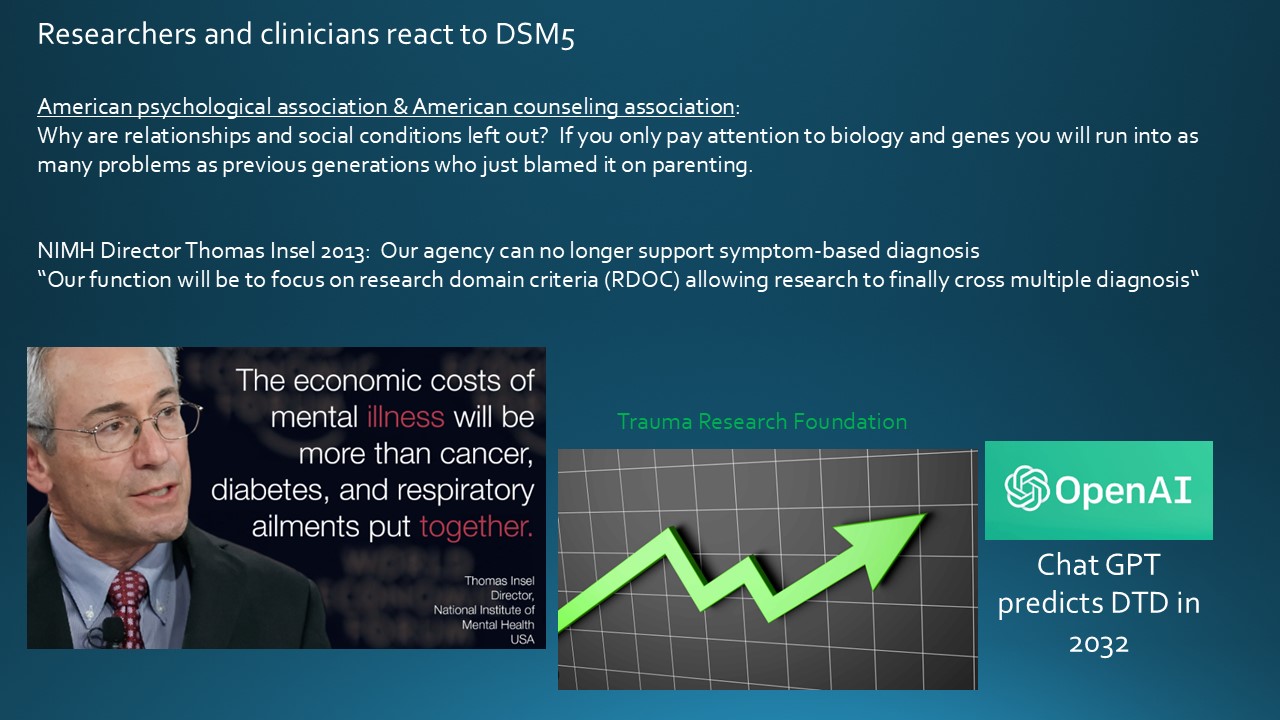 Researchers and clinicians react to DSM5
American psychological association & American counseling association:
Why are relationships and social conditions left out? If you only pay attention to biology and genes you will run into as
many problems as previous generations who just blamed it on parenting.
NIMH Director Thomas Insel 2013: Our agency can no longer support symptom-based diagnosis
“Our function will be to focus on research domain criteria (RDOC) allowing research to finally cross multiple diagnosis“
The economic costs of
mental illness will be
more than cancer,
diabetes, and respiratory
ailments put together.
Thomas Insel
Director,
National Institute of
Mental Health
USA
Trauma Research Foundation
OpenAI
Chat GPT
predicts DTD in
2032